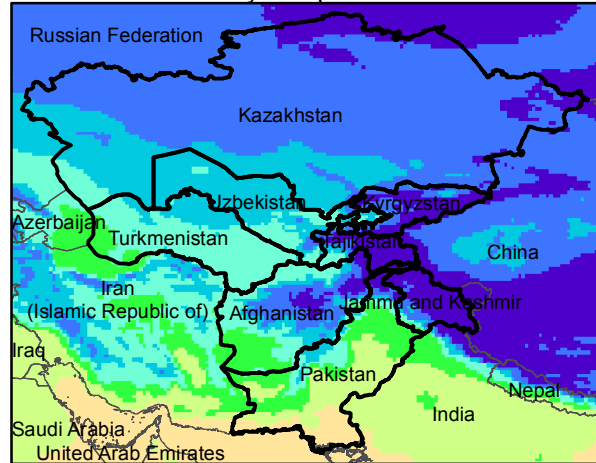 Russian Federation
Kazakhstan
Uzbekistan
Kyrgyzstan
Azerbaijan
Turkmenistan
Tajikistan
China
Iran
(Islamic Republic of)
Afghanistan
Jammu and Kashmir
Iraq
Pakistan
Nepal
India
Saudi Arabia
United Arab Emirates